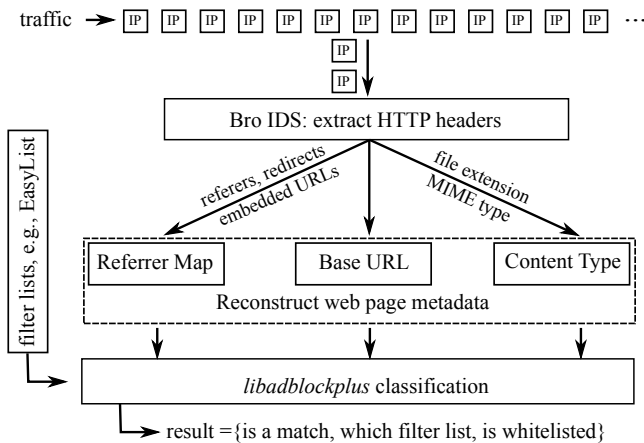 traffic IP IP IP IP IP IP IP IP IP IP IP IP IP ...
IP
IP
Bro IDS: extract HTTP headers
referers, redirects
embedded URLs
file extension
MIME type
filter lists, e.g., EasyList
Referrer Map Base URL Content Type
Reconstruct web page metadata
libadblockplus classification
result ={is a match, which filter list, is whitelisted}